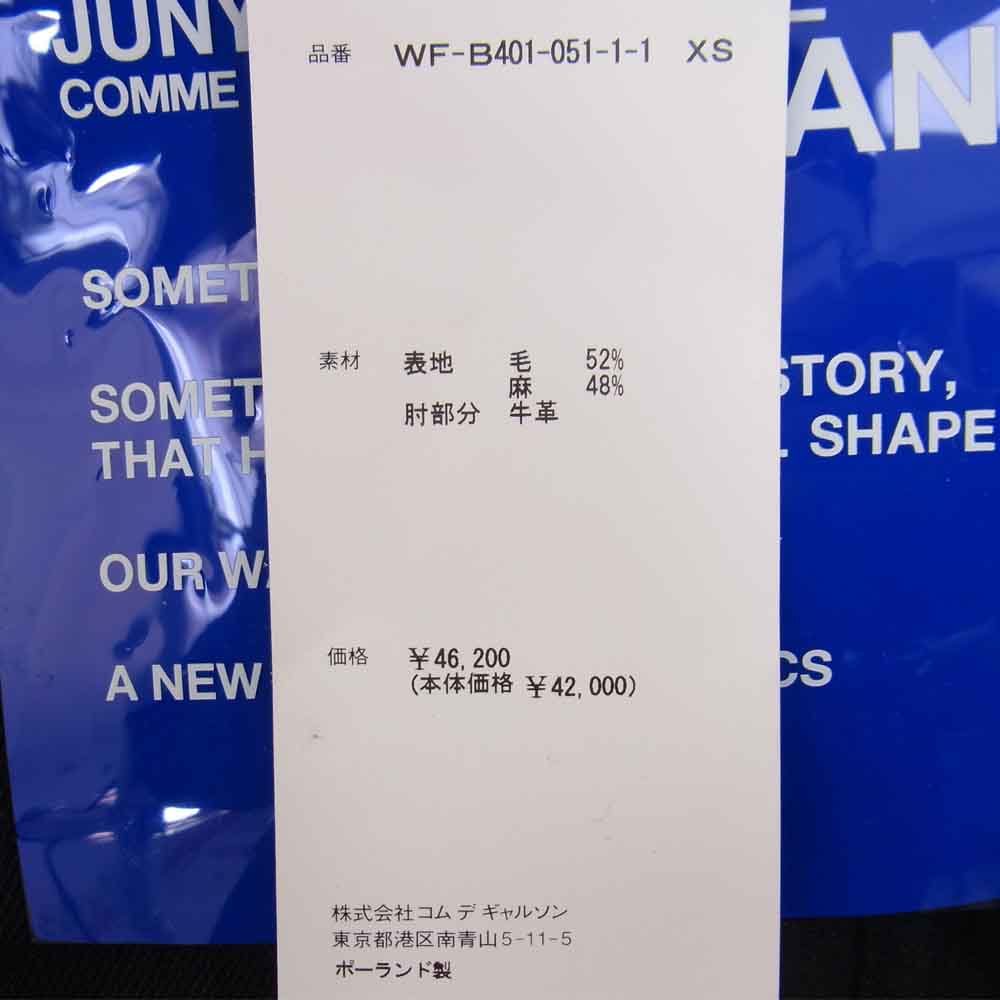 JUNY
COMME
AN
SOMET
SOMET
STORY,
THAT H
SHAPE
OUR WA
A NEW
CS
品番 WF-B401-051-1-1 XS
素材 表地 毛 52%
麻 48%
肘部分 牛革
価格 ￥46,200
(本体価格 ￥42,000)
株式会社コム デ ギャルソン
東京都港区南青山5-11-5
ポーランド製